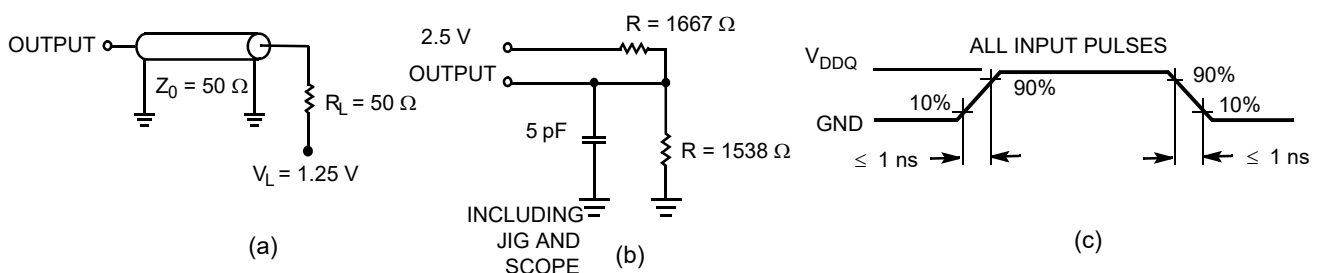 OUTPUT
Z0 = 50 Ω
RL = 50 Ω
VL = 1.25 V
(a)
R = 1667 Ω
2.5 V
OUTPUT
5 pF
R = 1538 Ω
INCLUDING
JIG AND
SCOPE
(b)
ALL INPUT PULSES
VDDQ
90%
90%
10%
10%
GND
≤ 1 ns
≤ 1 ns
(c)